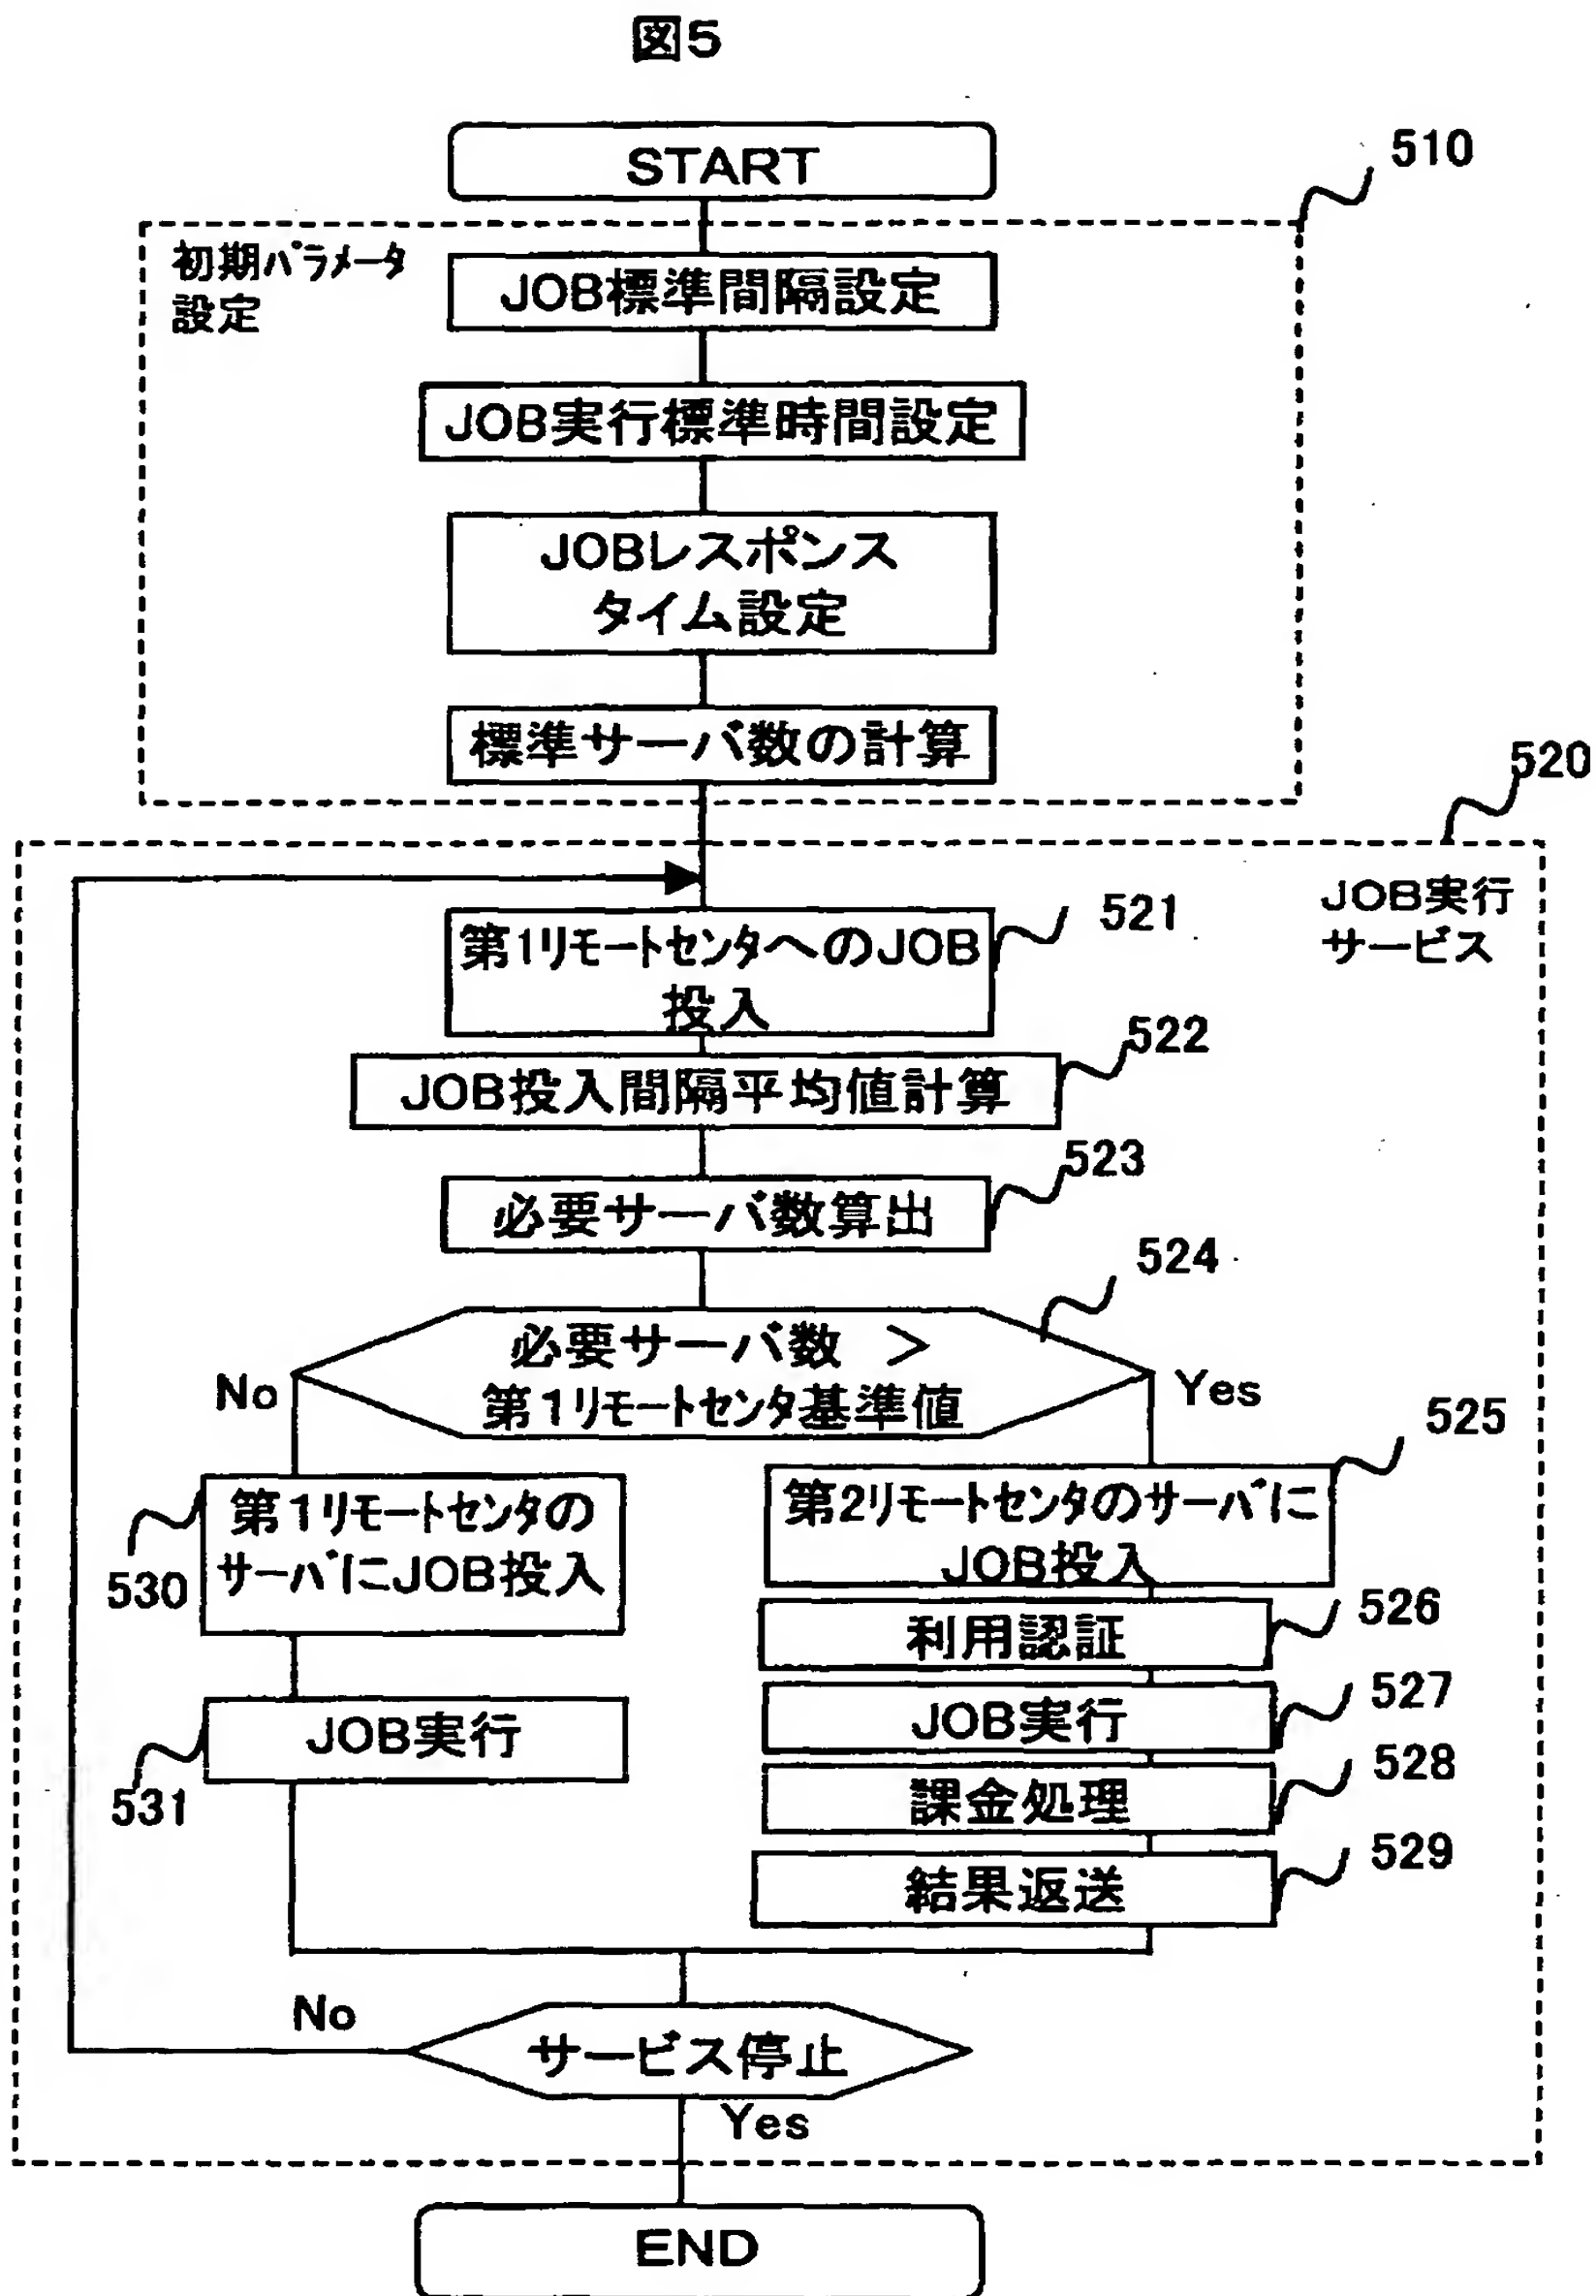 図5
START
510
初期パラメータ
設定
JOB標準間隔設定
JOB実行標準時間設定
JOBレスポンス
タイム設定
標準サーバ数の計算
520
JOB実行
サービス
第1リモートセンタへのJOB
投入
521
JOB投入間隔平均値計算
522
必要サーバ数算出
523
524
必要サーバ数 >
第1リモートセンタ基準値
No
Yes
525
第1リモートセンタの
サーバにJOB投入
530
第2リモートセンタのサーバに
JOB投入
利用認証
526
JOB実行
531
JOB実行
527
課金処理
528
結果返送
529
No
サービス停止
Yes
END